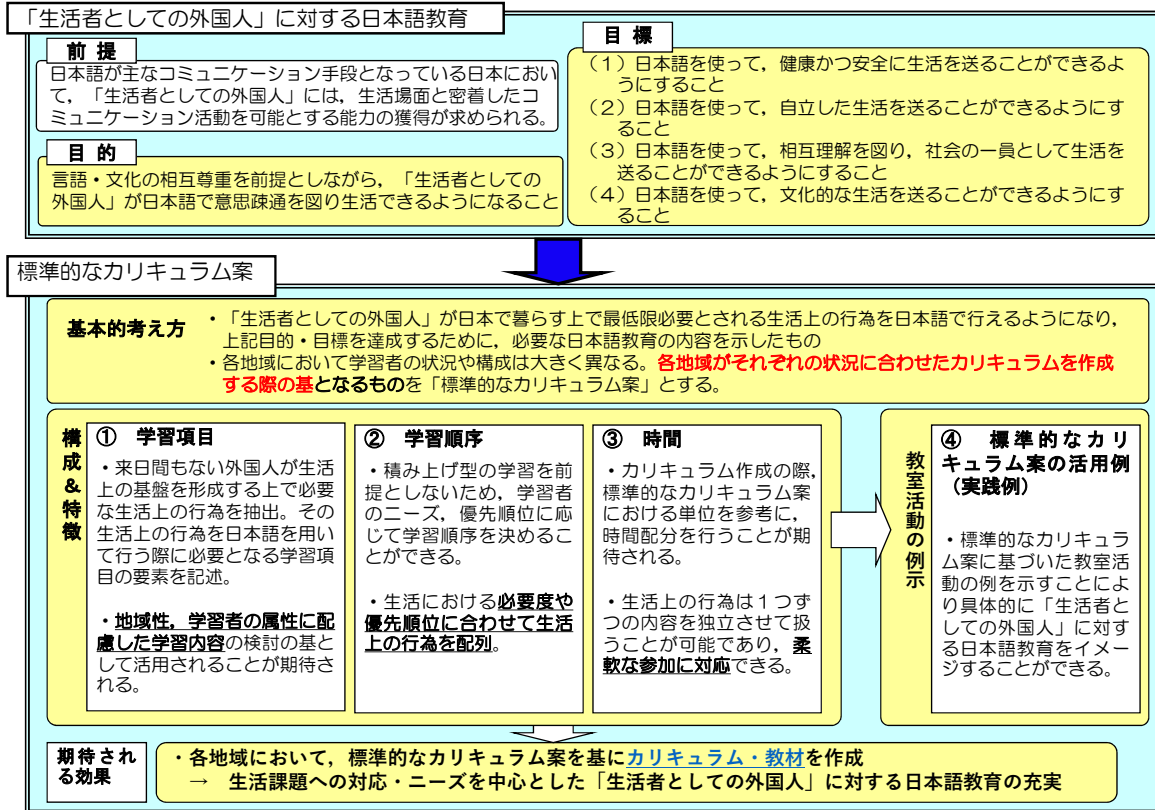 「生活者としての外国人」に対する日本語教育
前 提
日本語が主なコミュニケーション手段となっている日本におい
て，「生活者としての外国人」には，生活場面と密着したコ
ミュニケーション活動を可能とする能力の獲得が求められる。
目 的
言語・文化の相互尊重を前提としながら，「生活者としての
外国人」が日本語で意思疎通を図り生活できるようになること
目 標
（１）日本語を使って，健康かつ安全に生活を送ることができるよ
うにすること
（２）日本語を使って，自立した生活を送ることができるようにす
ること
（３）日本語を使って，相互理解を図り，社会の一員として生活を
送ることができるようにすること
（４）日本語を使って，文化的な生活を送ることができるようにす
ること
標準的なカリキュラム案
基本的考え方
・「生活者としての外国人」が日本で暮らす上で最低限必要とされる生活上の行為を日本語で行えるようになり，
上記目的・目標を達成するために，必要な日本語教育の内容を示したもの
・各地域において学習者の状況や構成は大きく異なる。各地域がそれぞれの状況に合わせたカリキュラムを作成
する際の基となるものを「標準的なカリキュラム案」とする。
構成＆特徴
① 学習項目
・来日間もない外国人が生活
上の基盤を形成する上で必要
な生活上の行為を抽出。その
生活上の行為を日本語を用い
て行う際に必要となる学習項
目の要素を記述。
・地域性，学習者の属性に配
慮した学習内容の検討の基と
して活用されることが期待さ
れる。
② 学習順序
・積み上げ型の学習を前
提としないため，学習者
のニーズ，優先順位に応
じて学習順序を決めるこ
とができる。
・生活における必要度や
優先順位に合わせて生活
上の行為を配列。
③ 時間
・カリキュラム作成の際，
標準的なカリキュラム案
における単位を参考に，
時間配分を行うことが期
待される。
・生活上の行為は１つず
つの内容を独立させて扱
うことが可能であり，柔
軟な参加に対応できる。
教室活動の例示
④ 標準的なカリ
キュラム案の活用例
（実践例）
・標準的なカリキュラ
ム案に基づいた教室活
動の例を示すことによ
り具体的に「生活者と
しての外国人」に対す
る日本語教育をイメー
ジすることができる。
期待され
る効果
・各地域において，標準的なカリキュラム案を基にカリキュラム・教材を作成
→ 生活課題への対応・ニーズを中心とした「生活者としての外国人」に対する日本語教育の充実